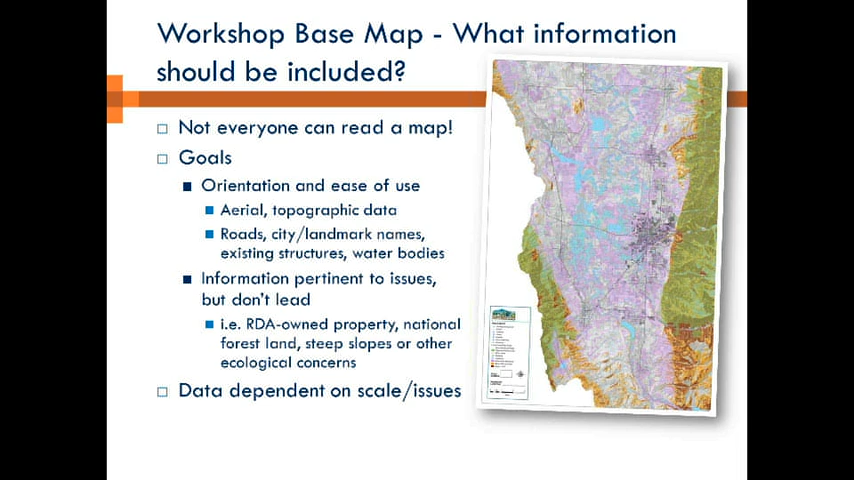 Workshop Base Map - What information
should be included?
Not everyone can read a map!
Goals
Orientation and ease of use
Aerial, topographic data
Roads, city/landmark names,
existing structures, water bodies
Information pertinent to issues,
but don't lead
i.e. RDA-owned property, national
forest land, steep slopes or other
ecological concerns
Data dependent on scale/issues